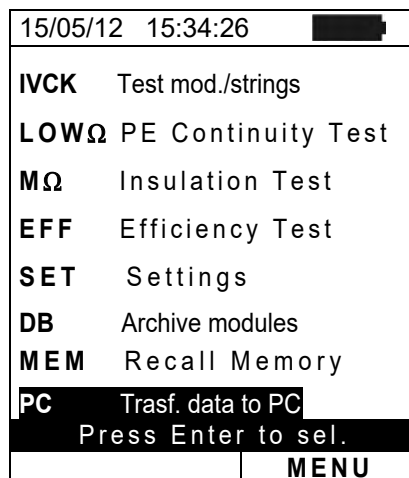 15/05/12 15:34:26
IVCK Test mod./strings
LOWΩ PE Continuity Test
MΩ Insulation Test
EFF Efficiency Test
SET Settings
DB Archive modules
MEM Recall Memory
PC Trasf. data to PC
Press Enter to sel.
MENU